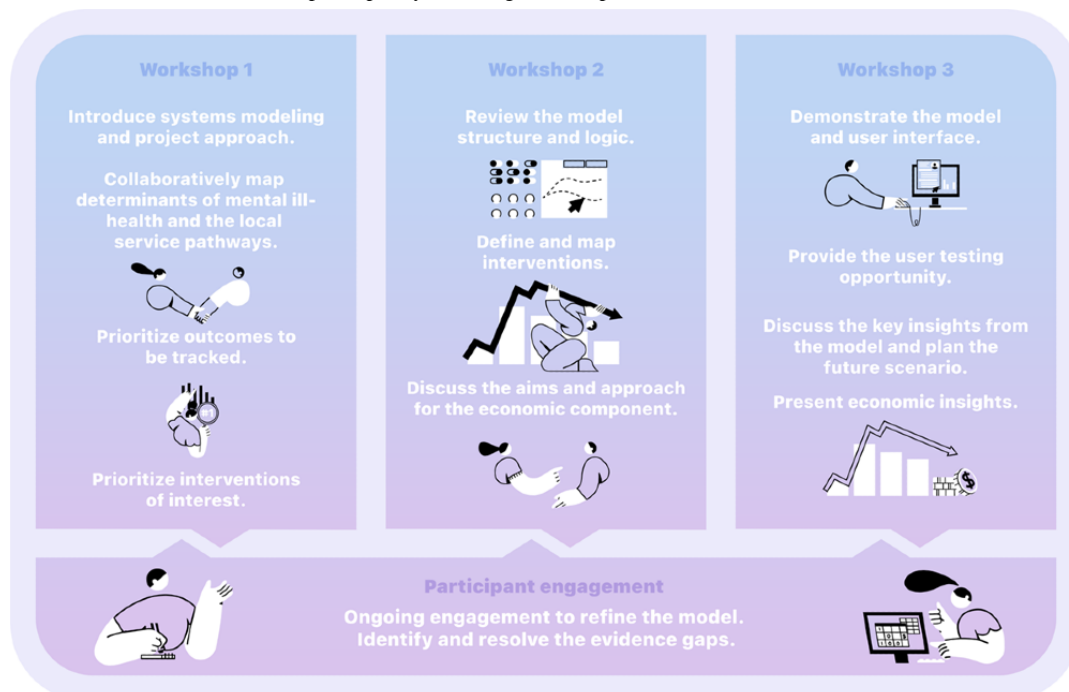 Workshop 1
Introduce systems modeling
and project approach.
Collaboratively map
determinants of mental ill-
health and the local
service pathways.
Prioritize outcomes to
be tracked.
#1
Prioritize interventions
of interest.
Workshop 2
Review the model
structure and logic.
Define and map
interventions.
Discuss the aims and approach
for the economic component.
Workshop 3
Demonstrate the model
and user interface.
Provide the user testing
opportunity.
Discuss the key insights from
the model and plan the
future scenario.
Present economic insights.
$
Participant engagement
Ongoing engagement to refine the model.
Identify and resolve the evidence gaps.